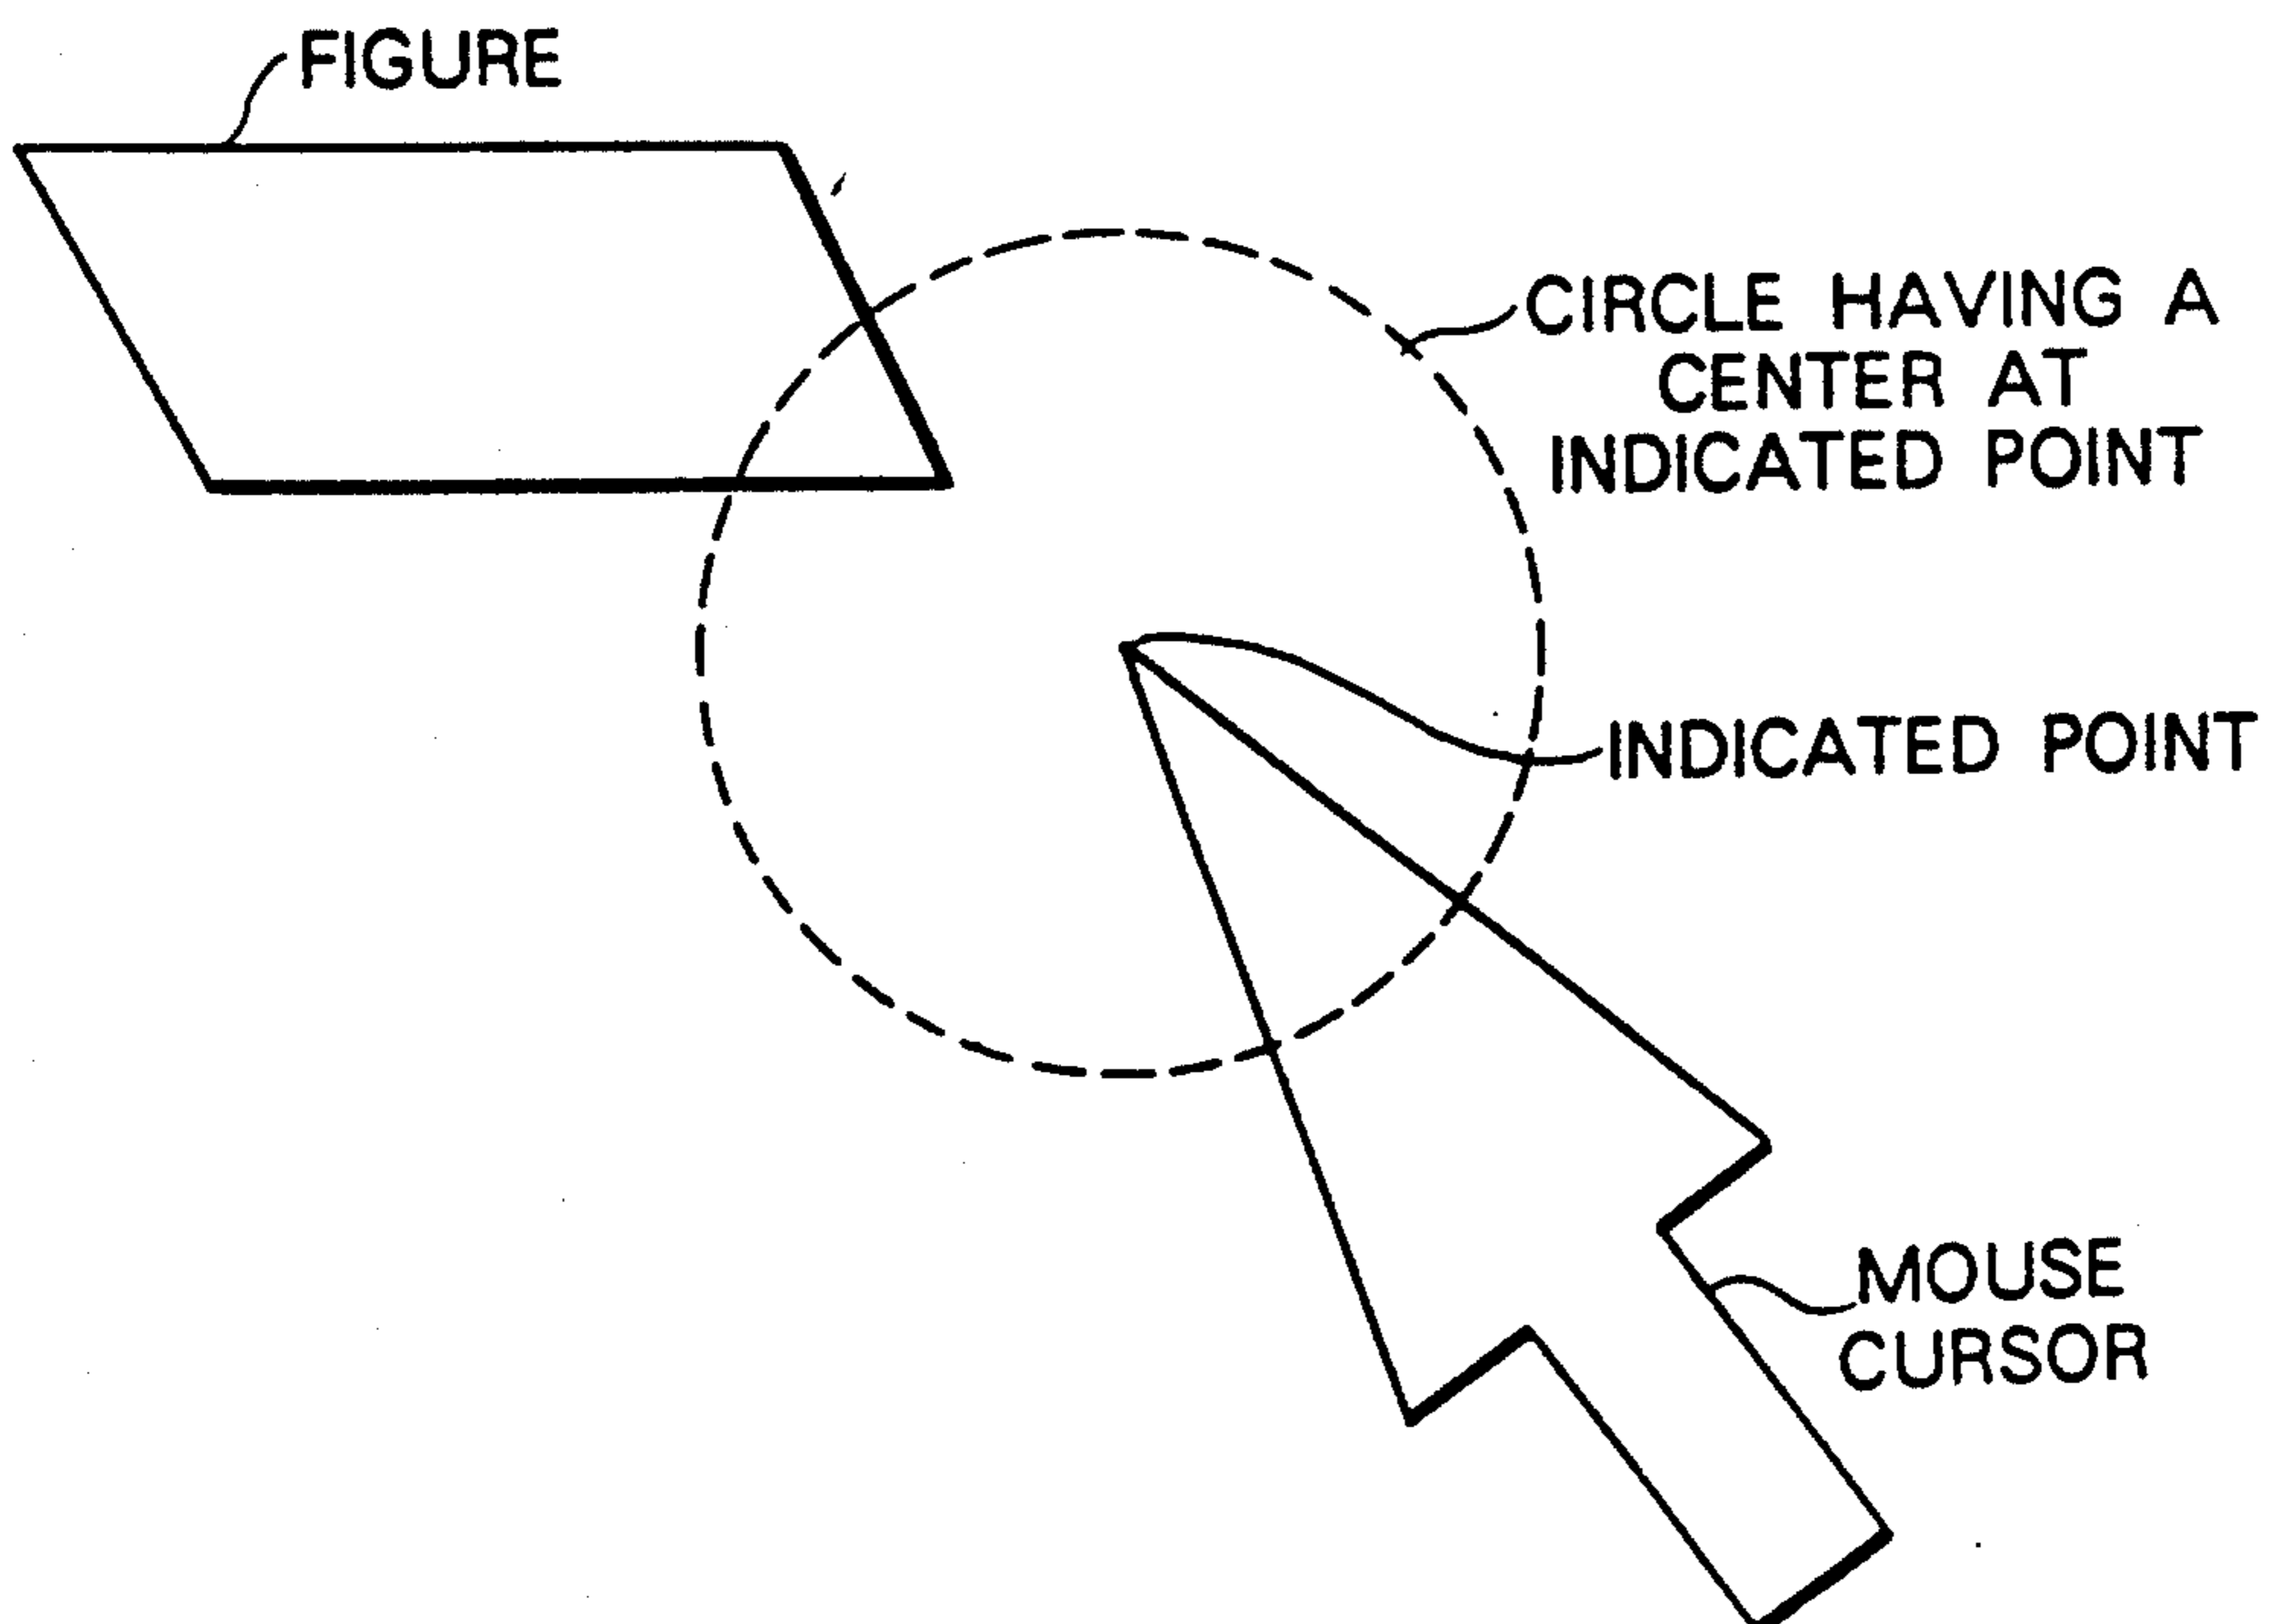 FIGURE
CIRCLE HAVING A
CENTER AT
INDICATED POINT
INDICATED POINT
MOUSE
CURSOR